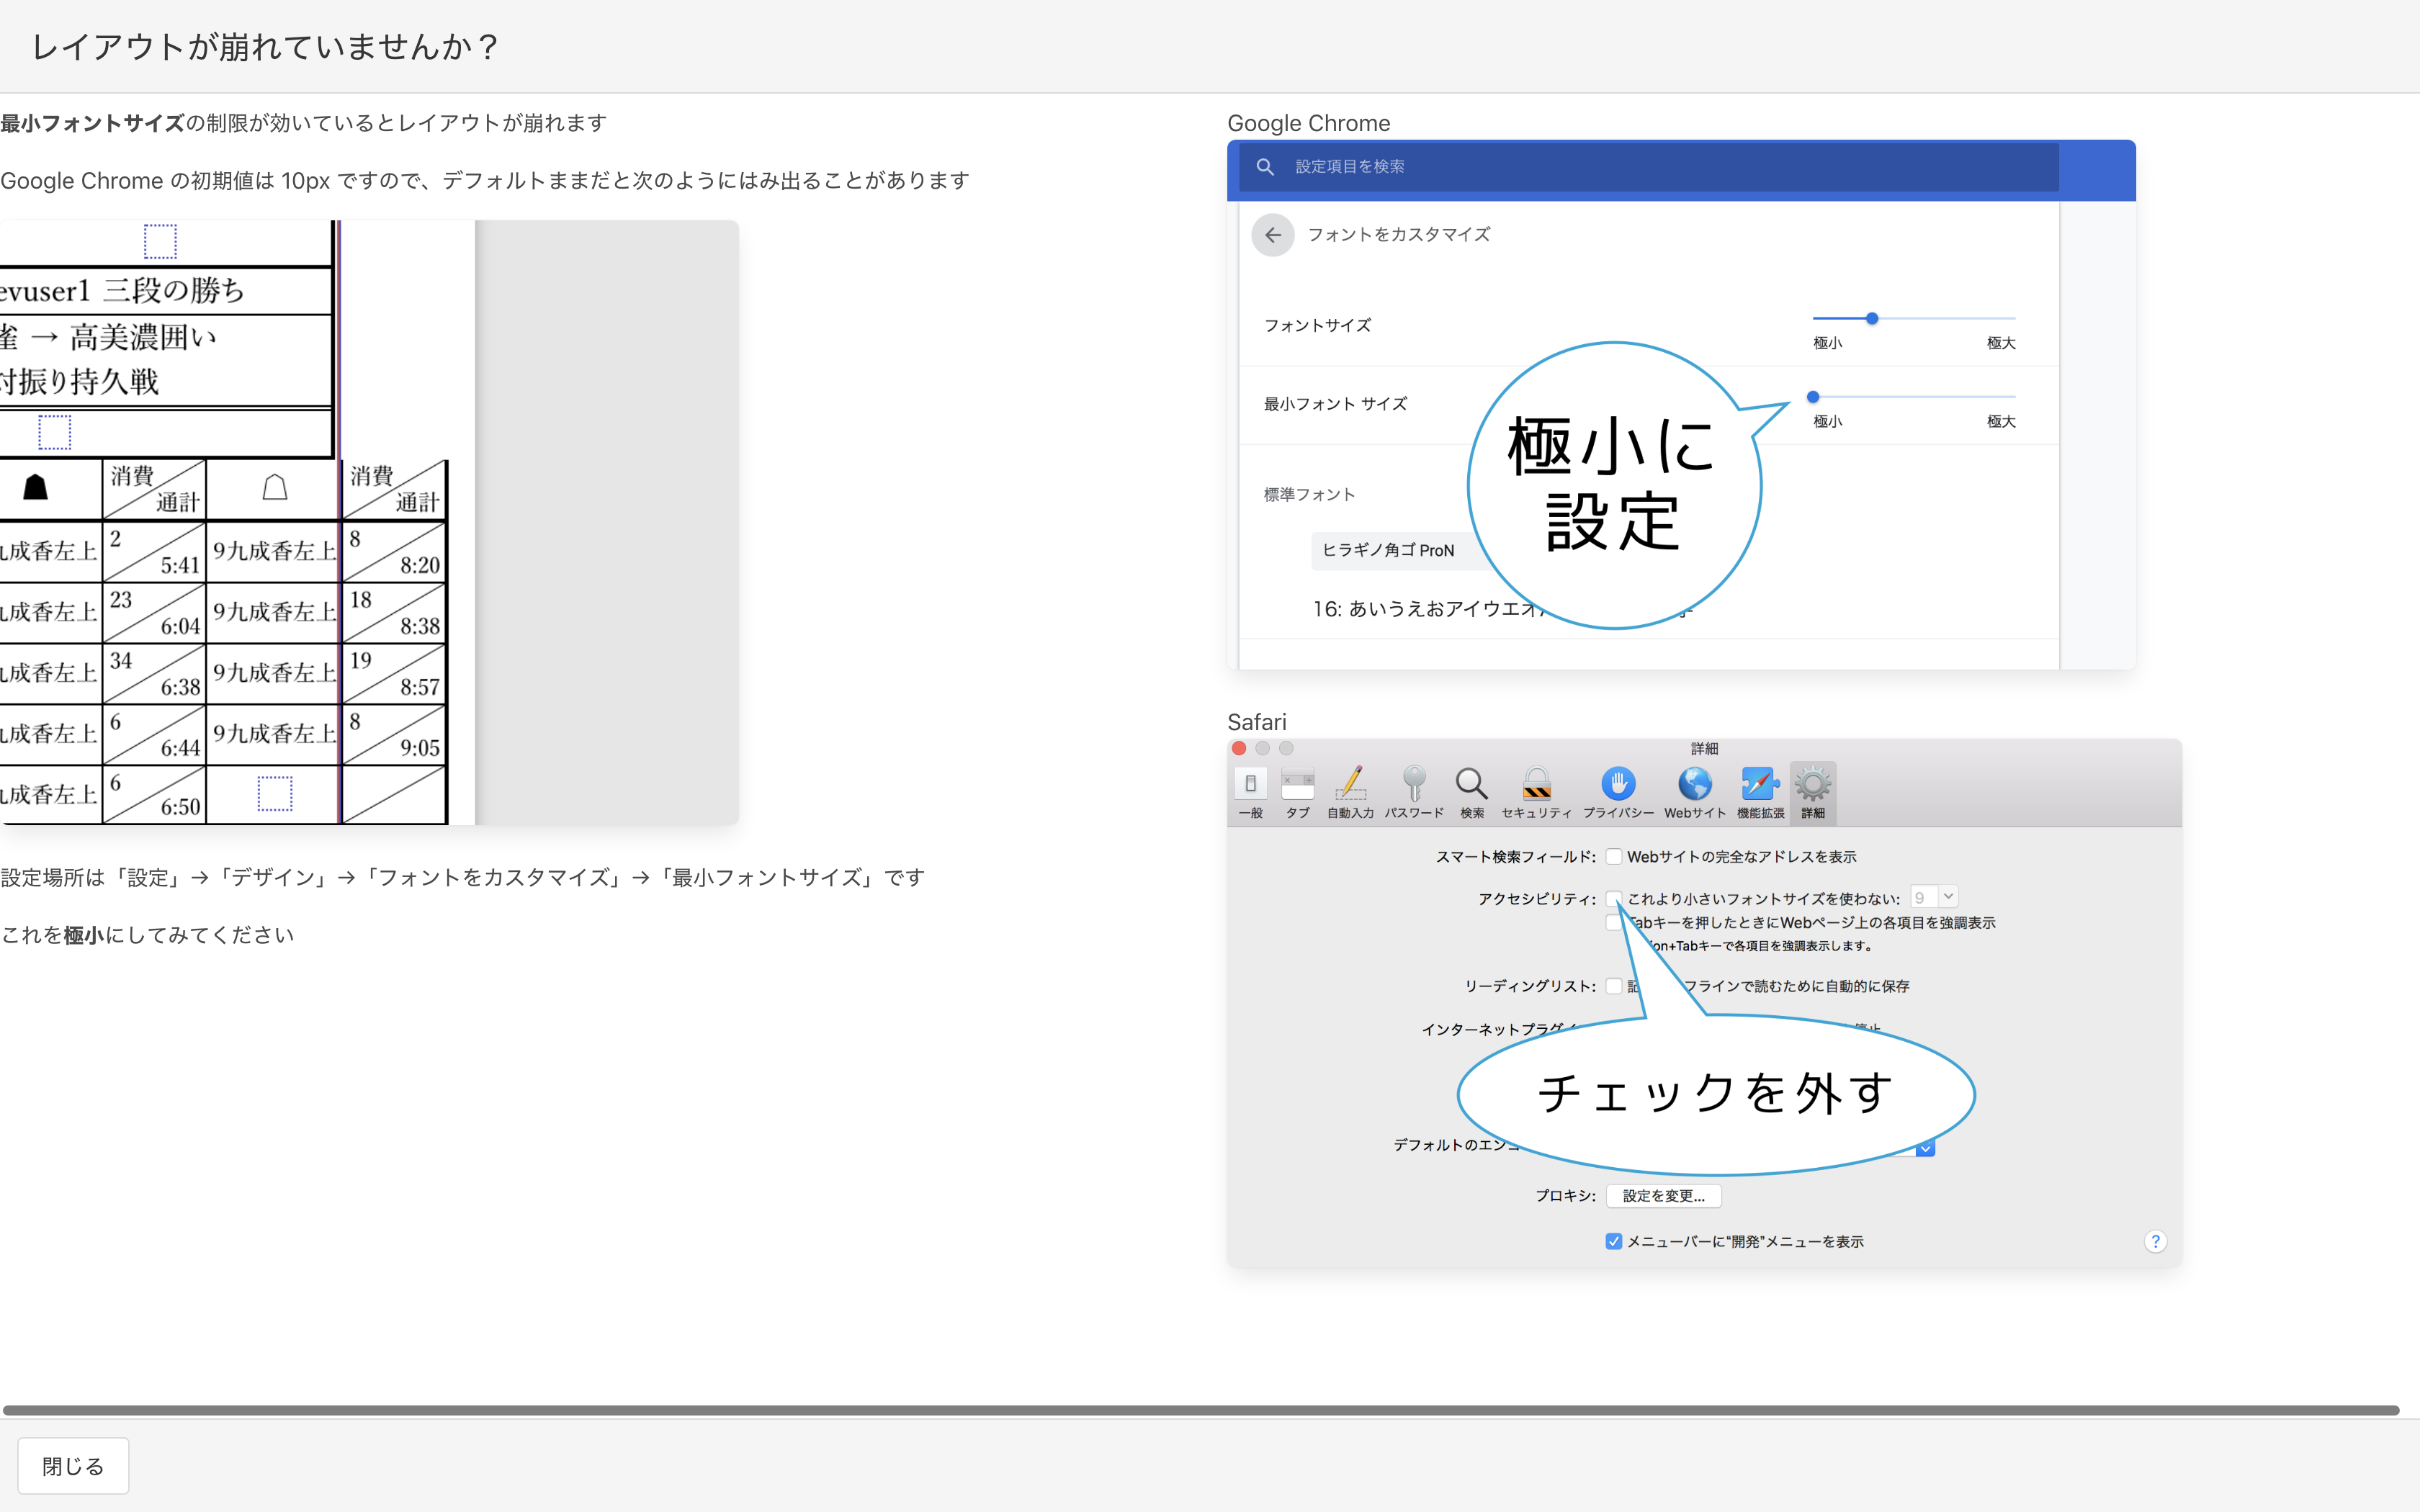 レイアウトが崩れていませんか？
最小フォントサイズの制限が効いているとレイアウトが崩れます
Google Chrome の初期値は 10px ですので、デフォルトままだと次のようにはみ出ることがあります
evuser1 三段の勝ち
雀 → 高美濃囲い
対振り持久戦
消費 通計 消費 通計
九成香左上 2 5:41 9九成香左上 8 8:20
九成香左上 23 6:04 9九成香左上 18 8:38
九成香左上 34 6:38 9九成香左上 19 8:57
九成香左上 6 6:44 9九成香左上 8 9:05
九成香左上 6 6:50
設定場所は「設定」→「デザイン」→「フォントをカスタマイズ」→「最小フォントサイズ」です
これを極小にしてみてください
Google Chrome
設定項目を検索
フォントをカスタマイズ
フォントサイズ
極小 極大
最小フォント サイズ
極小 極大
極小に
設定
標準フォント
ヒラギノ角ゴ ProN
16: あいうえおアイウエオ
Safari
詳細
一般 タブ 自動入力 パスワード 検索 セキュリティ プライバシー Webサイト 機能拡張 詳細
スマート検索フィールド: Webサイトの完全なアドレスを表示
アクセシビリティ: これより小さいフォントサイズを使わない: 9
Tabキーを押したときにWebページ上の各項目を強調表示
on+Tabキーで各項目を強調表示します。
リーディングリスト: 記 フラインで読むために自動的に保存
インターネットプラグイ 停止
チェックを外す
デフォルトのエンコ
プロキシ: 設定を変更...
メニューバーに“開発”メニューを表示
?
閉じる